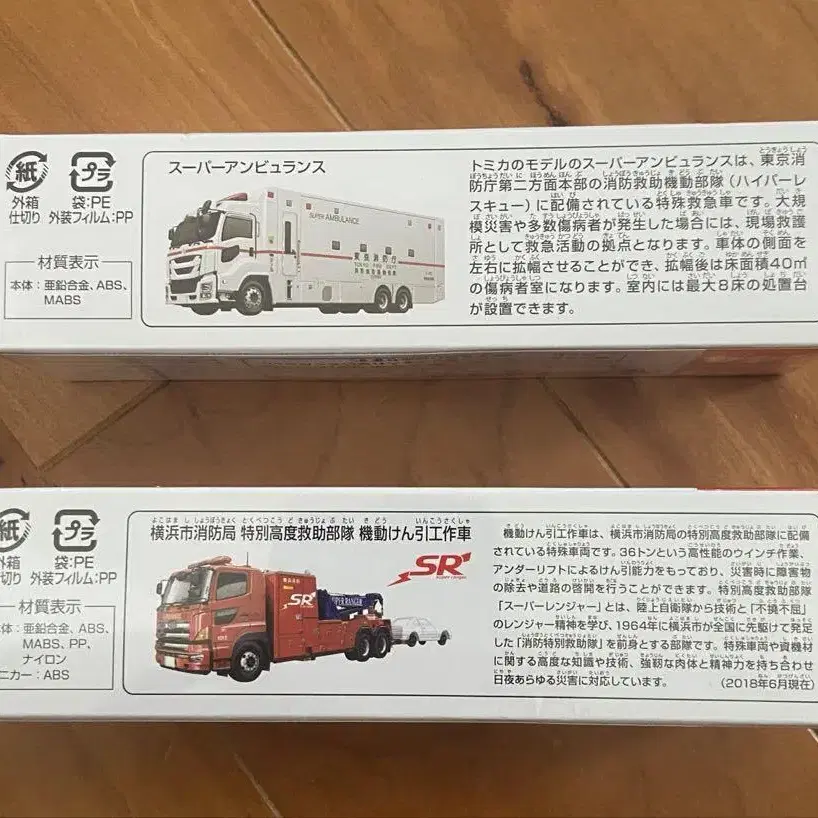 紙
プラ
外箱
仕切り
袋:PE
外装フィルム:PP
材質表示
本体：亜鉛合金、ABS、
MABS
スーパーアンビュランス
SUPER AMBULANCE
東京消防庁
TOKYO FIRE DEPT.
トミカのモデルのスーパーアンビュランスは、東京消
防庁第二方面本部の消防救助機動部隊（ハイパーレ
スキュー）に配備されている特殊救急車です。大規
模災害や多数傷病者が発生した場合には、現場救護
所として救急活動の拠点となります。車体の側面を
左右に拡幅させることができ、拡幅後は床面積40㎡
の傷病者室になります。室内には最大8床の処置台
が設置できます。
紙
プラ
外箱
仕切り
袋:PE
外装フィルム:PP
材質表示
本体：亜鉛合金、ABS、
MABS、PP、
ナイロン
ニカー：ABS
横浜市消防局 特別高度救助部隊 機動けん引工作車
SR
SUPER RANGER
SR
SUPER RANGER
機動けん引工作車は、横浜市消防局の特別高度救助部隊に配備
されている特殊車両です。36トンという高性能のウインチ作業、
アンダーリフトによるけん引能力をもっており、災害時に障害物
の除去や道路の啓開を行うことができます。特別高度救助部隊
「スーパーレンジャー」とは、陸上自衛隊から技術と「不撓不屈」
のレンジャー精神を学び、1964年に横浜市が全国に先駆けて発足
した「消防特別救助隊」を前身とする部隊です。特殊車両や資機材
に関する高度な知識や技術、強靭な肉体と精神力を持ち合わせ
日夜あらゆる災害に対応しています。
（2018年6月現在）